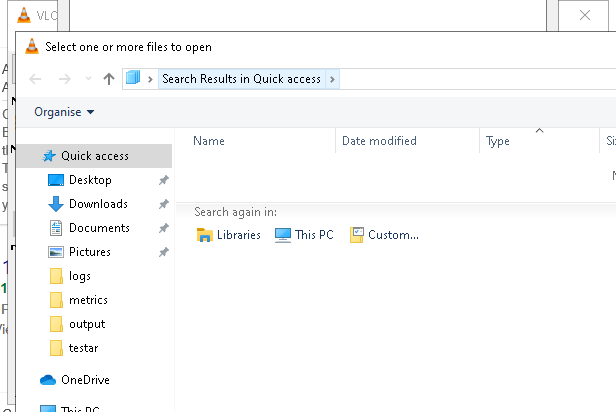 VLC
Select one or more files to open
Search Results in Quick access
Organise
Name Date modified Type
Quick access
Desktop
Downloads
Documents
Pictures
logs
metrics
output
testar
OneDrive
This PC
Search again in:
Libraries This PC Custom...